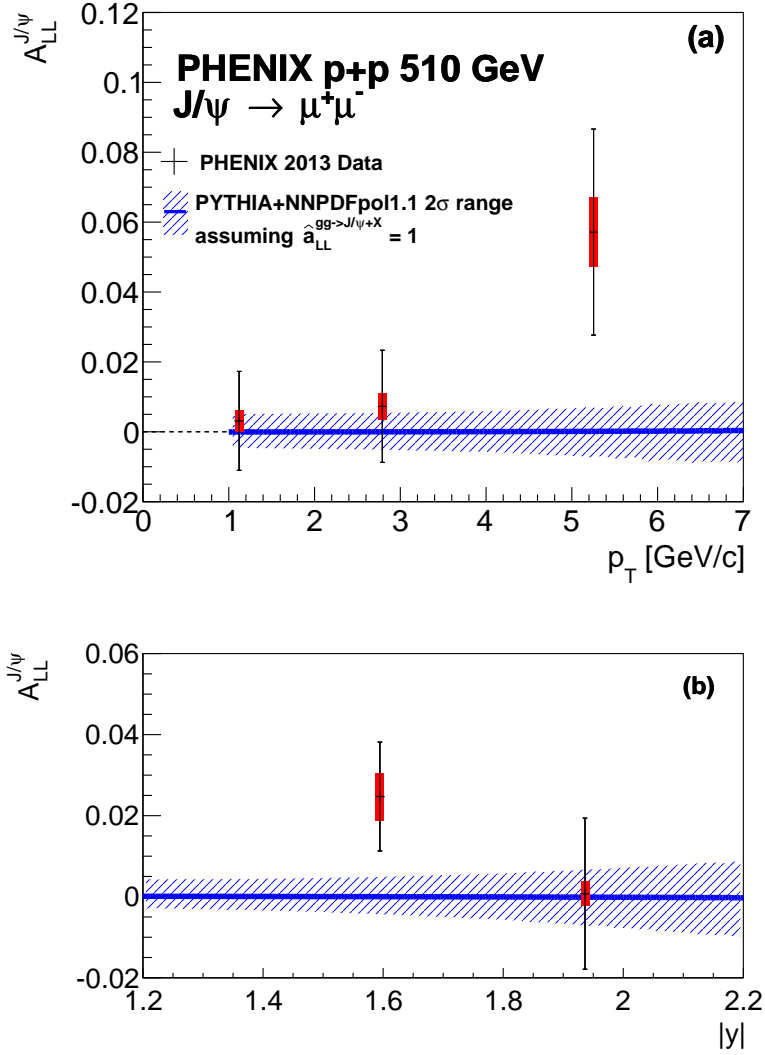 A_LL^J/ψ
(a)
PHENIX p+p 510 GeV
J/ψ → μ⁺μ⁻
PHENIX 2013 Data
PYTHIA+NNPDFpol1.1 2σ range
assuming â_LL^gg->J/ψ+X = 1
0.12
0.1
0.08
0.06
0.04
0.02
0
-0.02
0 1 2 3 4 5 6 7
p_T [GeV/c]
A_LL^J/ψ
(b)
0.06
0.04
0.02
0
-0.02
1.2 1.4 1.6 1.8 2 2.2
|y|